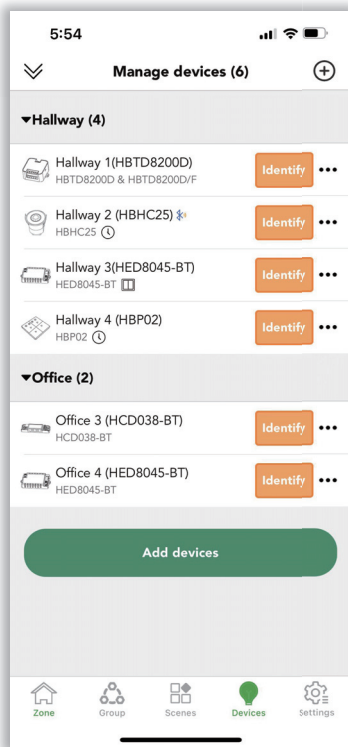 5:54
Manage devices (6)
▾Hallway (4)
Hallway 1(HBTD8200D)
HBTD8200D & HBTD8200D/F
Identify
Hallway 2 (HBHC25)
HBHC25
Identify
Hallway 3(HED8045-BT)
HED8045-BT
Identify
Hallway 4 (HBP02)
HBP02
Identify
▾Office (2)
Office 3 (HCD038-BT)
HCD038-BT
Identify
Office 4 (HED8045-BT)
HED8045-BT
Identify
Add devices
Zone
Group
Scenes
Devices
Settings